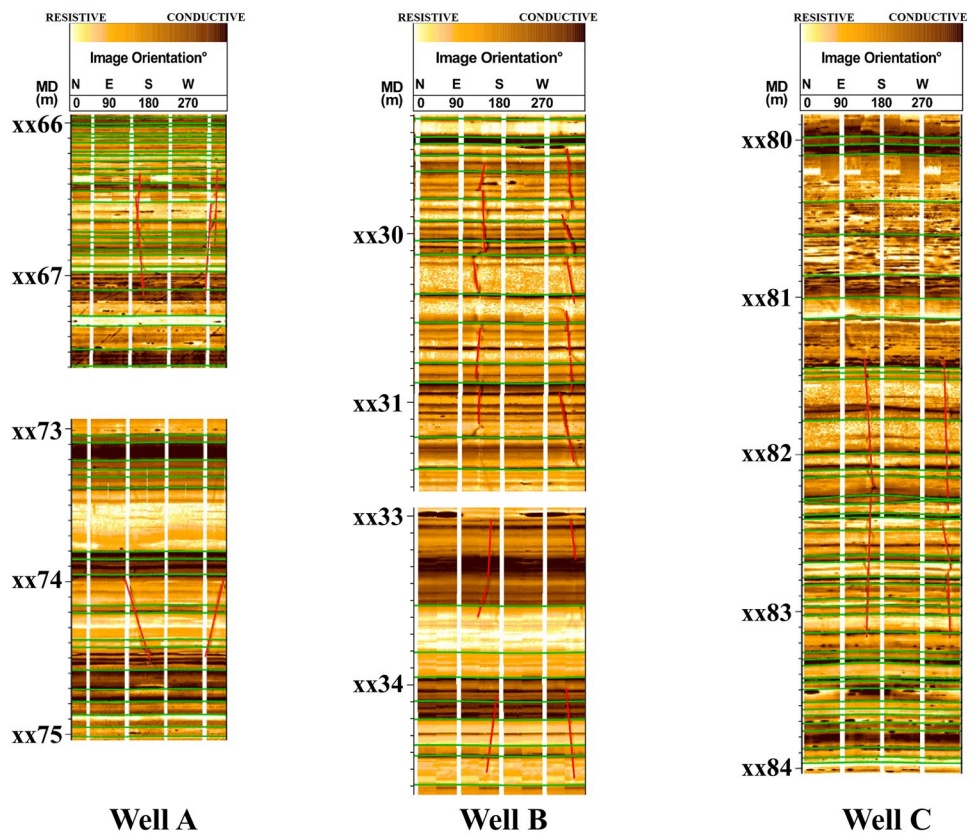 RESISTIVE CONDUCTIVE
Image Orientation°
MD
(m)
N E S W
0 90 180 270
xx66
xx67
xx73
xx74
xx75
Well A
RESISTIVE CONDUCTIVE
Image Orientation°
MD
(m)
N E S W
0 90 180 270
xx30
xx31
xx33
xx34
Well B
RESISTIVE CONDUCTIVE
Image Orientation°
MD
(m)
N E S W
0 90 180 270
xx80
xx81
xx82
xx83
xx84
Well C